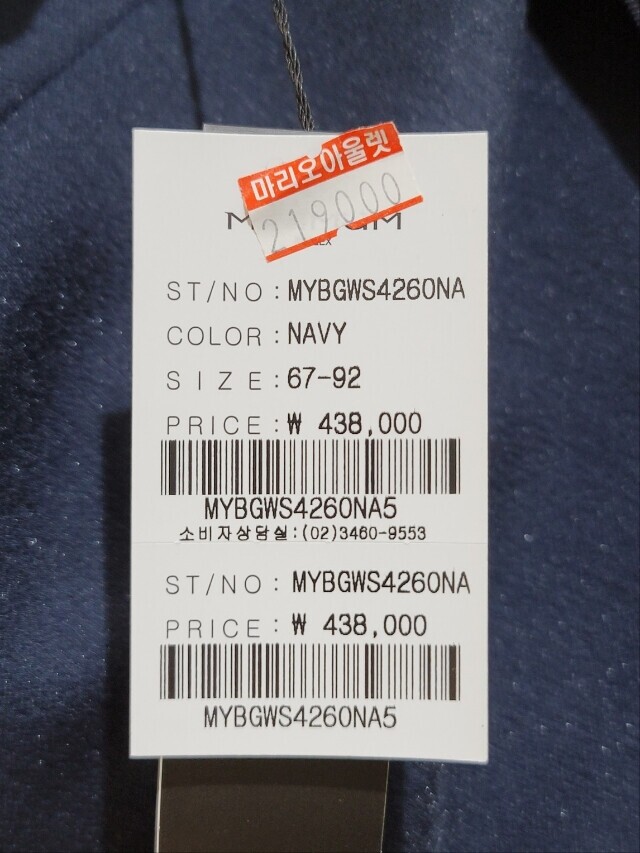 마리오아울렛
219000
ST/NO : MYBGWS4260NA
COLOR : NAVY
SIZE : 67-92
PRICE : ₩ 438,000
MYBGWS4260NA5
소비자상담실:(02)3460-9553
ST/NO : MYBGWS4260NA
PRICE : ₩ 438,000
MYBGWS4260NA5